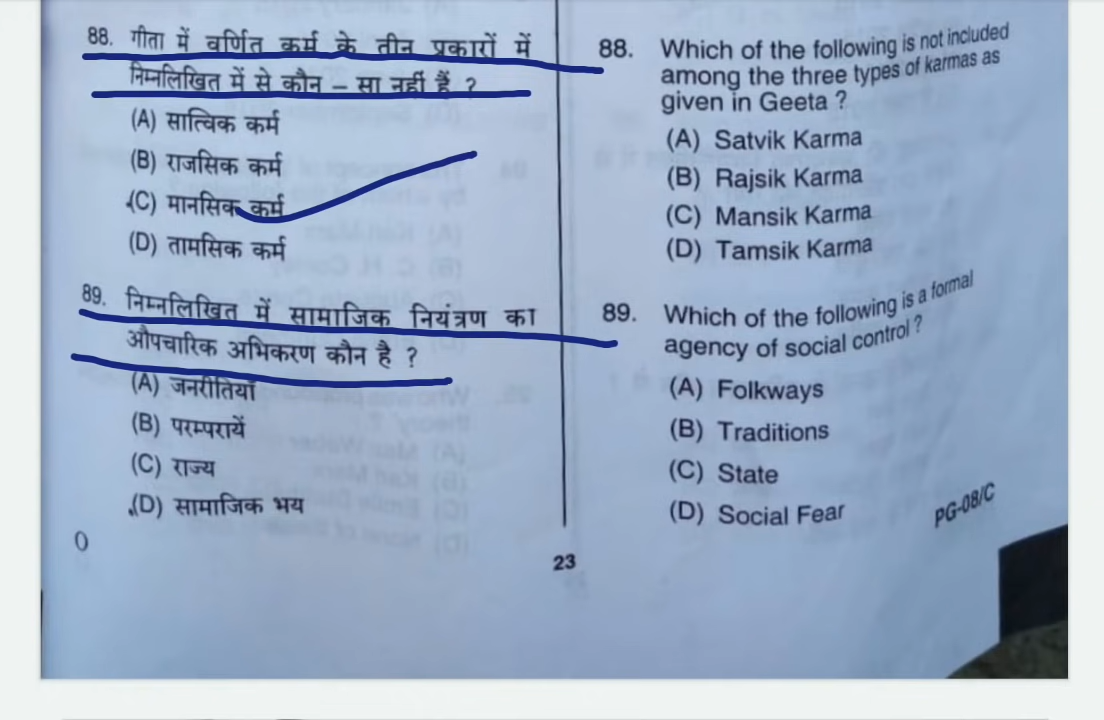 88. गीता में वर्णित कर्म के तीन प्रकारों में
निम्नलिखित में से कौन – सा नहीं हैं ?
(A) सात्विक कर्म
(B) राजसिक कर्म
(C) मानसिक कर्म
(D) तामसिक कर्म
89. निम्नलिखित में सामाजिक नियंत्रण का
औपचारिक अभिकरण कौन है ?
(A) जनरीतियाँ
(B) परम्परायें
(C) राज्य
(D) सामाजिक भय
0
88. Which of the following is not included
among the three types of karmas as
given in Geeta ?
(A) Satvik Karma
(B) Rajsik Karma
(C) Mansik Karma
(D) Tamsik Karma
89. Which of the following is a formal
agency of social control ?
(A) Folkways
(B) Traditions
(C) State
(D) Social Fear
PG-08/C
23